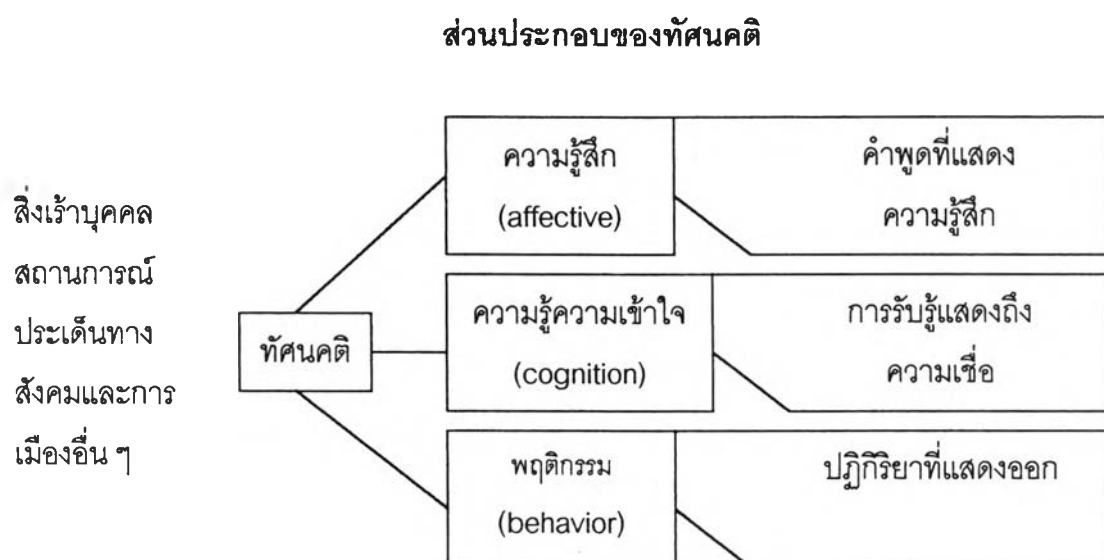 ส่วนประกอบของทัศนคติ
สิ่งเร้าบุคคล
สถานการณ์
ประเด็นทาง
สังคมและการ
เมืองอื่น ๆ
ทัศนคติ
ความรู้สึก
(affective)
คำพูดที่แสดง
ความรู้สึก
ความรู้ความเข้าใจ
(cognition)
การรับรู้แสดงถึง
ความเชื่อ
พฤติกรรม
(behavior)
ปฏิกิริยาที่แสดงออก